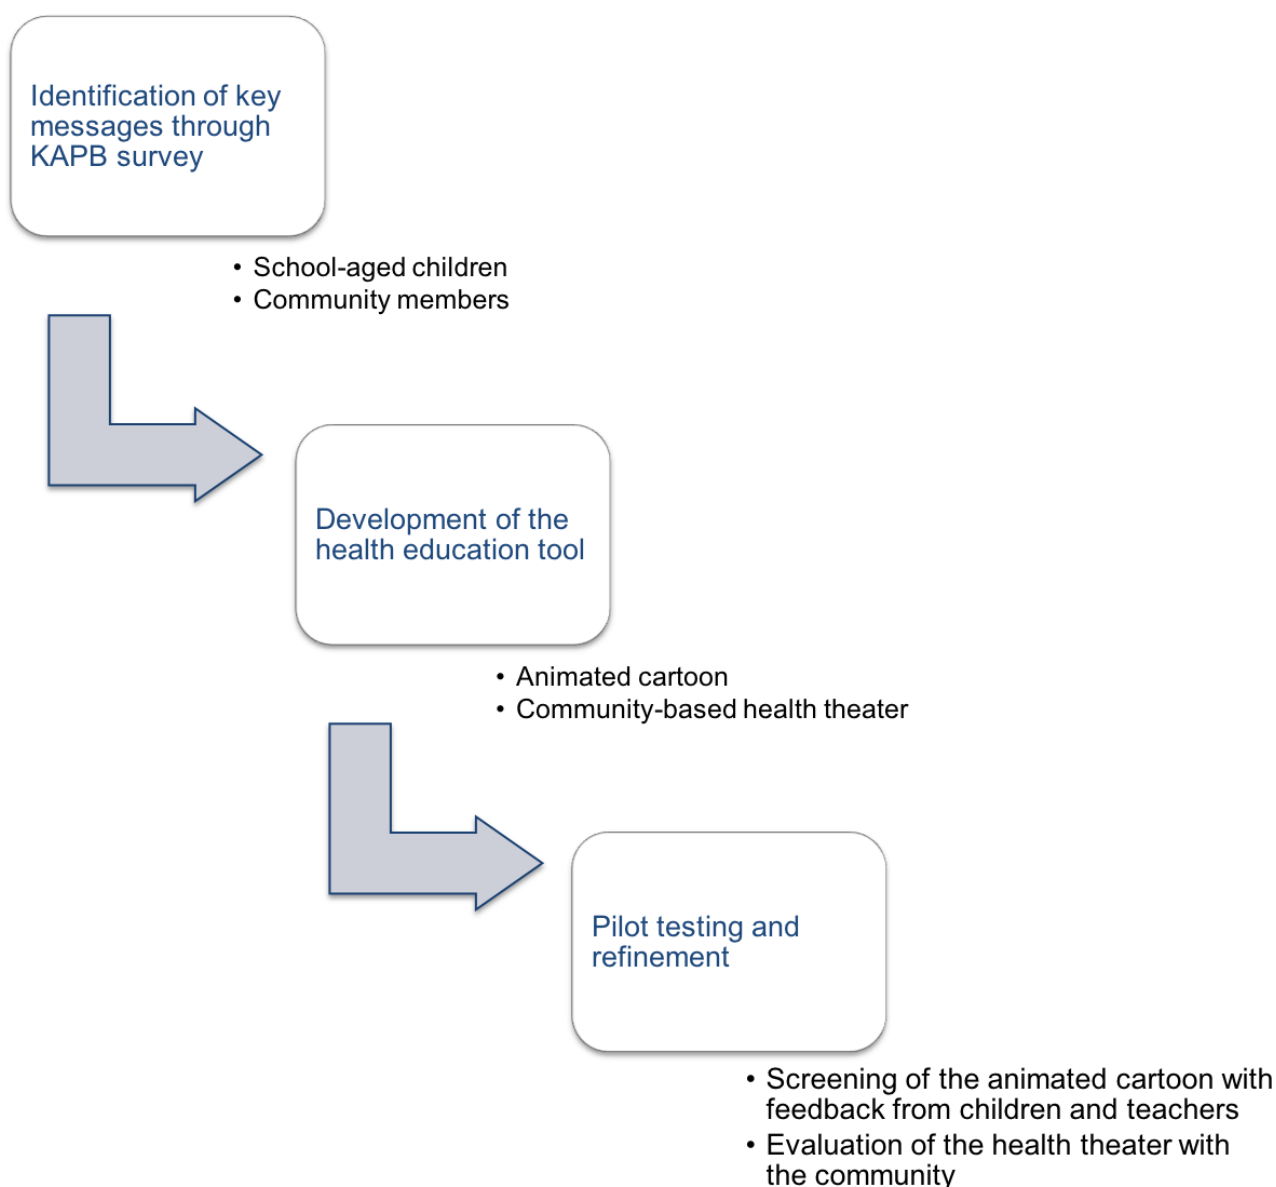 Identification of key
messages through
KAPB survey
• School-aged children
• Community members
Development of the
health education tool
• Animated cartoon
• Community-based health theater
Pilot testing and
refinement
• Screening of the animated cartoon with
feedback from children and teachers
• Evaluation of the health theater with
the community